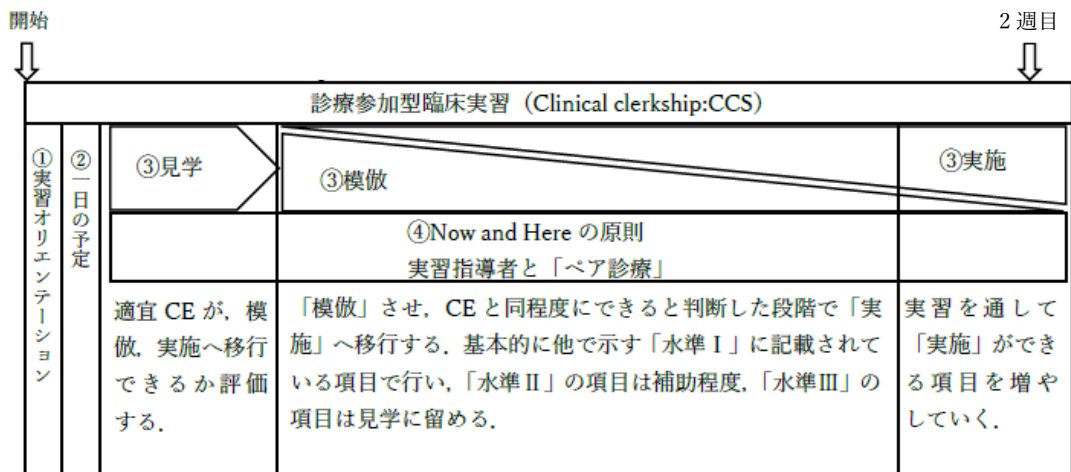 開始
2 週目
診療参加型臨床実習（Clinical clerkship:CCS）
①実習オリエンテーション
②一日の予定
③見学
③模倣
③実施
④Now and Here の原則
実習指導者と「ペア診療」
適宜 CE が，模
倣，実施へ移行
できるか評価
する．
「模倣」させ，CE と同程度にできると判断した段階で「実
施」へ移行する．基本的に他で示す「水準Ⅰ」に記載されて
いる項目で行い，「水準Ⅱ」の項目は補助程度，「水準Ⅲ」の
項目は見学に留める．
実習を通して
「実施」ができ
る項目を増や
していく．